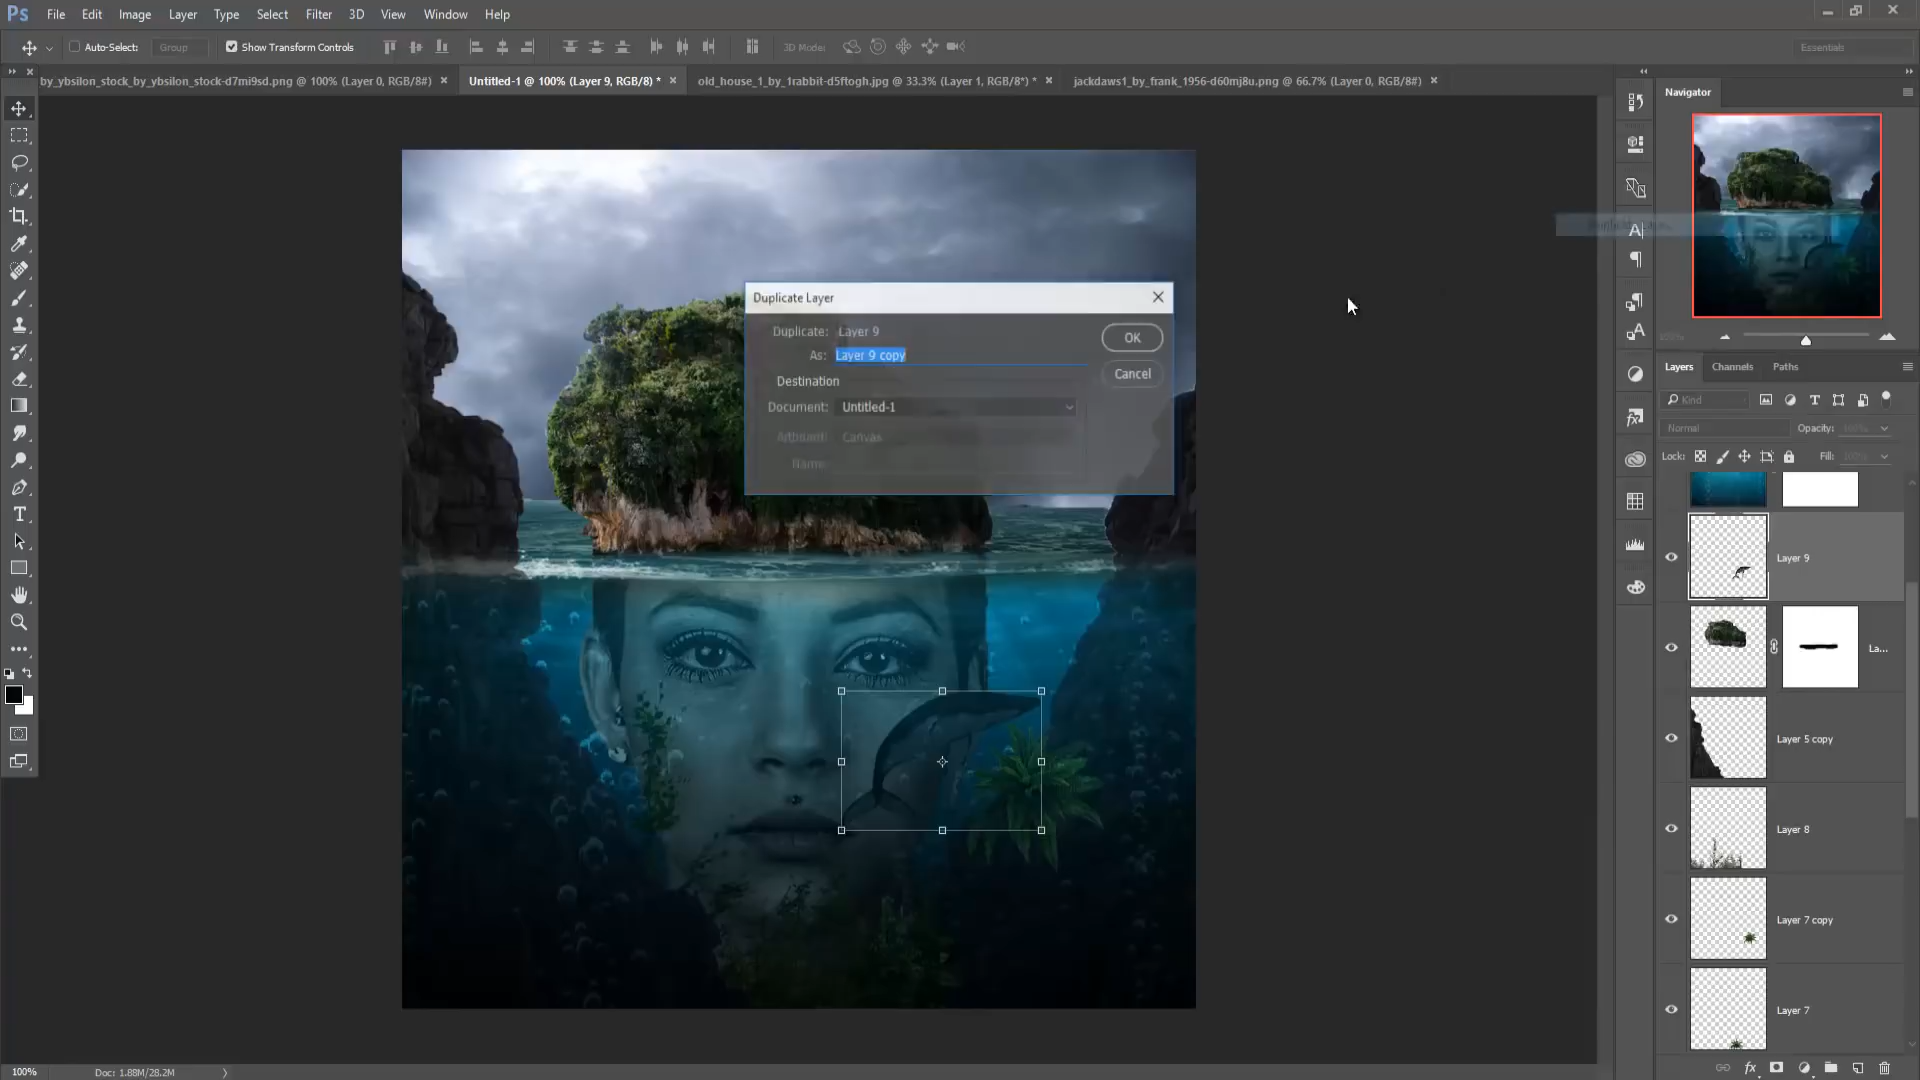 Ps File Edit Image Layer Type Select Filter 3D View Window Help
Auto-Select: Group Show Transform Controls 3D Mode: Essentials
by_ybsilon_stock_by_ybsilon_stock-d7mi9sd.png @ 100% (Layer 0, RGB/8#) Untitled-1 @ 100% (Layer 9, RGB/8) * old_house_1_by_1rabbit-d5ftogh.jpg @ 33.3% (Layer 1, RGB/8*) * jackdaws1_by_frank_1956-d60mj8u.png @ 66.7% (Layer 0, RGB/8#)
Navigator
Duplicate Layer
Duplicate: Layer 9
As: Layer 9 copy
OK
Cancel
Destination
Document: Untitled-1
Artboard: Canvas
Name:
Layers Channels Paths
Kind
Normal Opacity: 100%
Lock: Fill: 100%
Layer 9
La...
Layer 5 copy
Layer 8
Layer 7 copy
Layer 7
100% Doc: 1.88M/28.2M